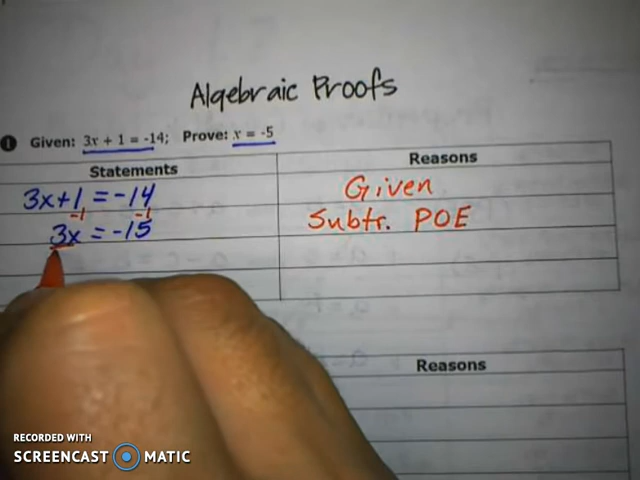 Algebraic Proofs
1 Given: 3x + 1 = -14; Prove: x = -5
Statements Reasons
3x+1 = -14 Given
-1 -1
3x = -15 Subtr. POE
Reasons
RECORDED WITH
SCREENCAST MATIC